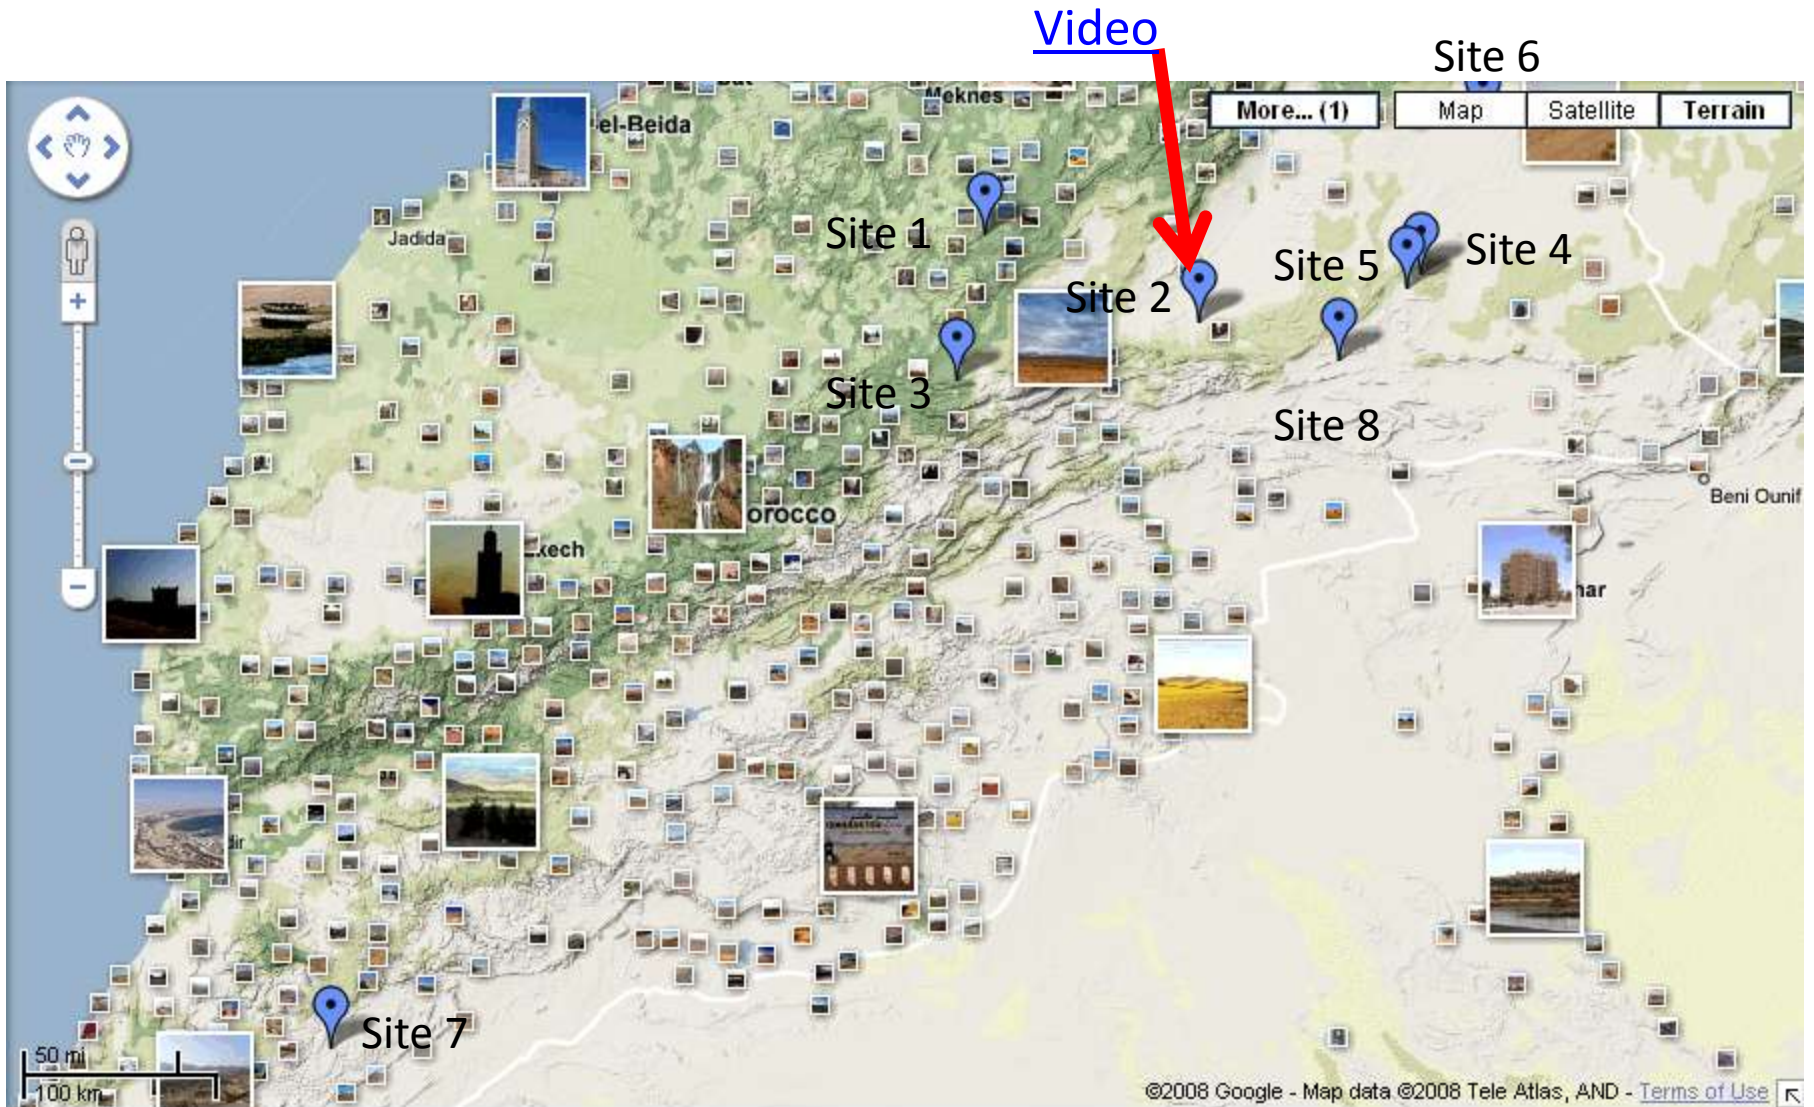 Video
Site 6
Meknes
More... (1)
Map
Satellite
Terrain
el-Beida
Jadida
Site 1
Site 5
Site 4
Site 2
Site 3
Site 8
Beni Ounif
orocco
kech
har
dir
Site 7
50 mi
100 km
©2008 Google - Map data ©2008 Tele Atlas, AND - Terms of Use